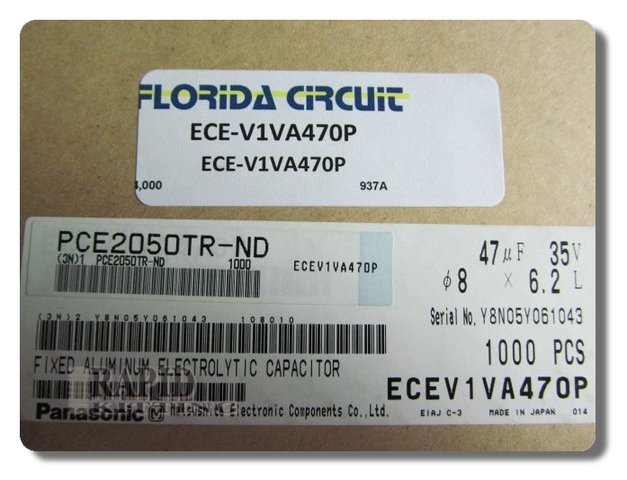 FLORIDA CIRCUIT
ECE-V1VA470P
ECE-V1VA470P
4,000 937A
PCE2050TR-ND
(3N)1 PCE2050TR-ND 1000 ECEV1VA470P
47µF 35V
φ8 × 6.2 L
Serial No. Y8N05Y061043
(3N)2 Y8N05Y061043 108010
1000 PCS
FIXED ALUMINUM ELECTROLYTIC CAPACITOR
RAPID
ECEV1VA470P
Panasonic M Matsushita Electronic Components Co.,Ltd.
EIAJ C-3 MADE IN JAPAN 014